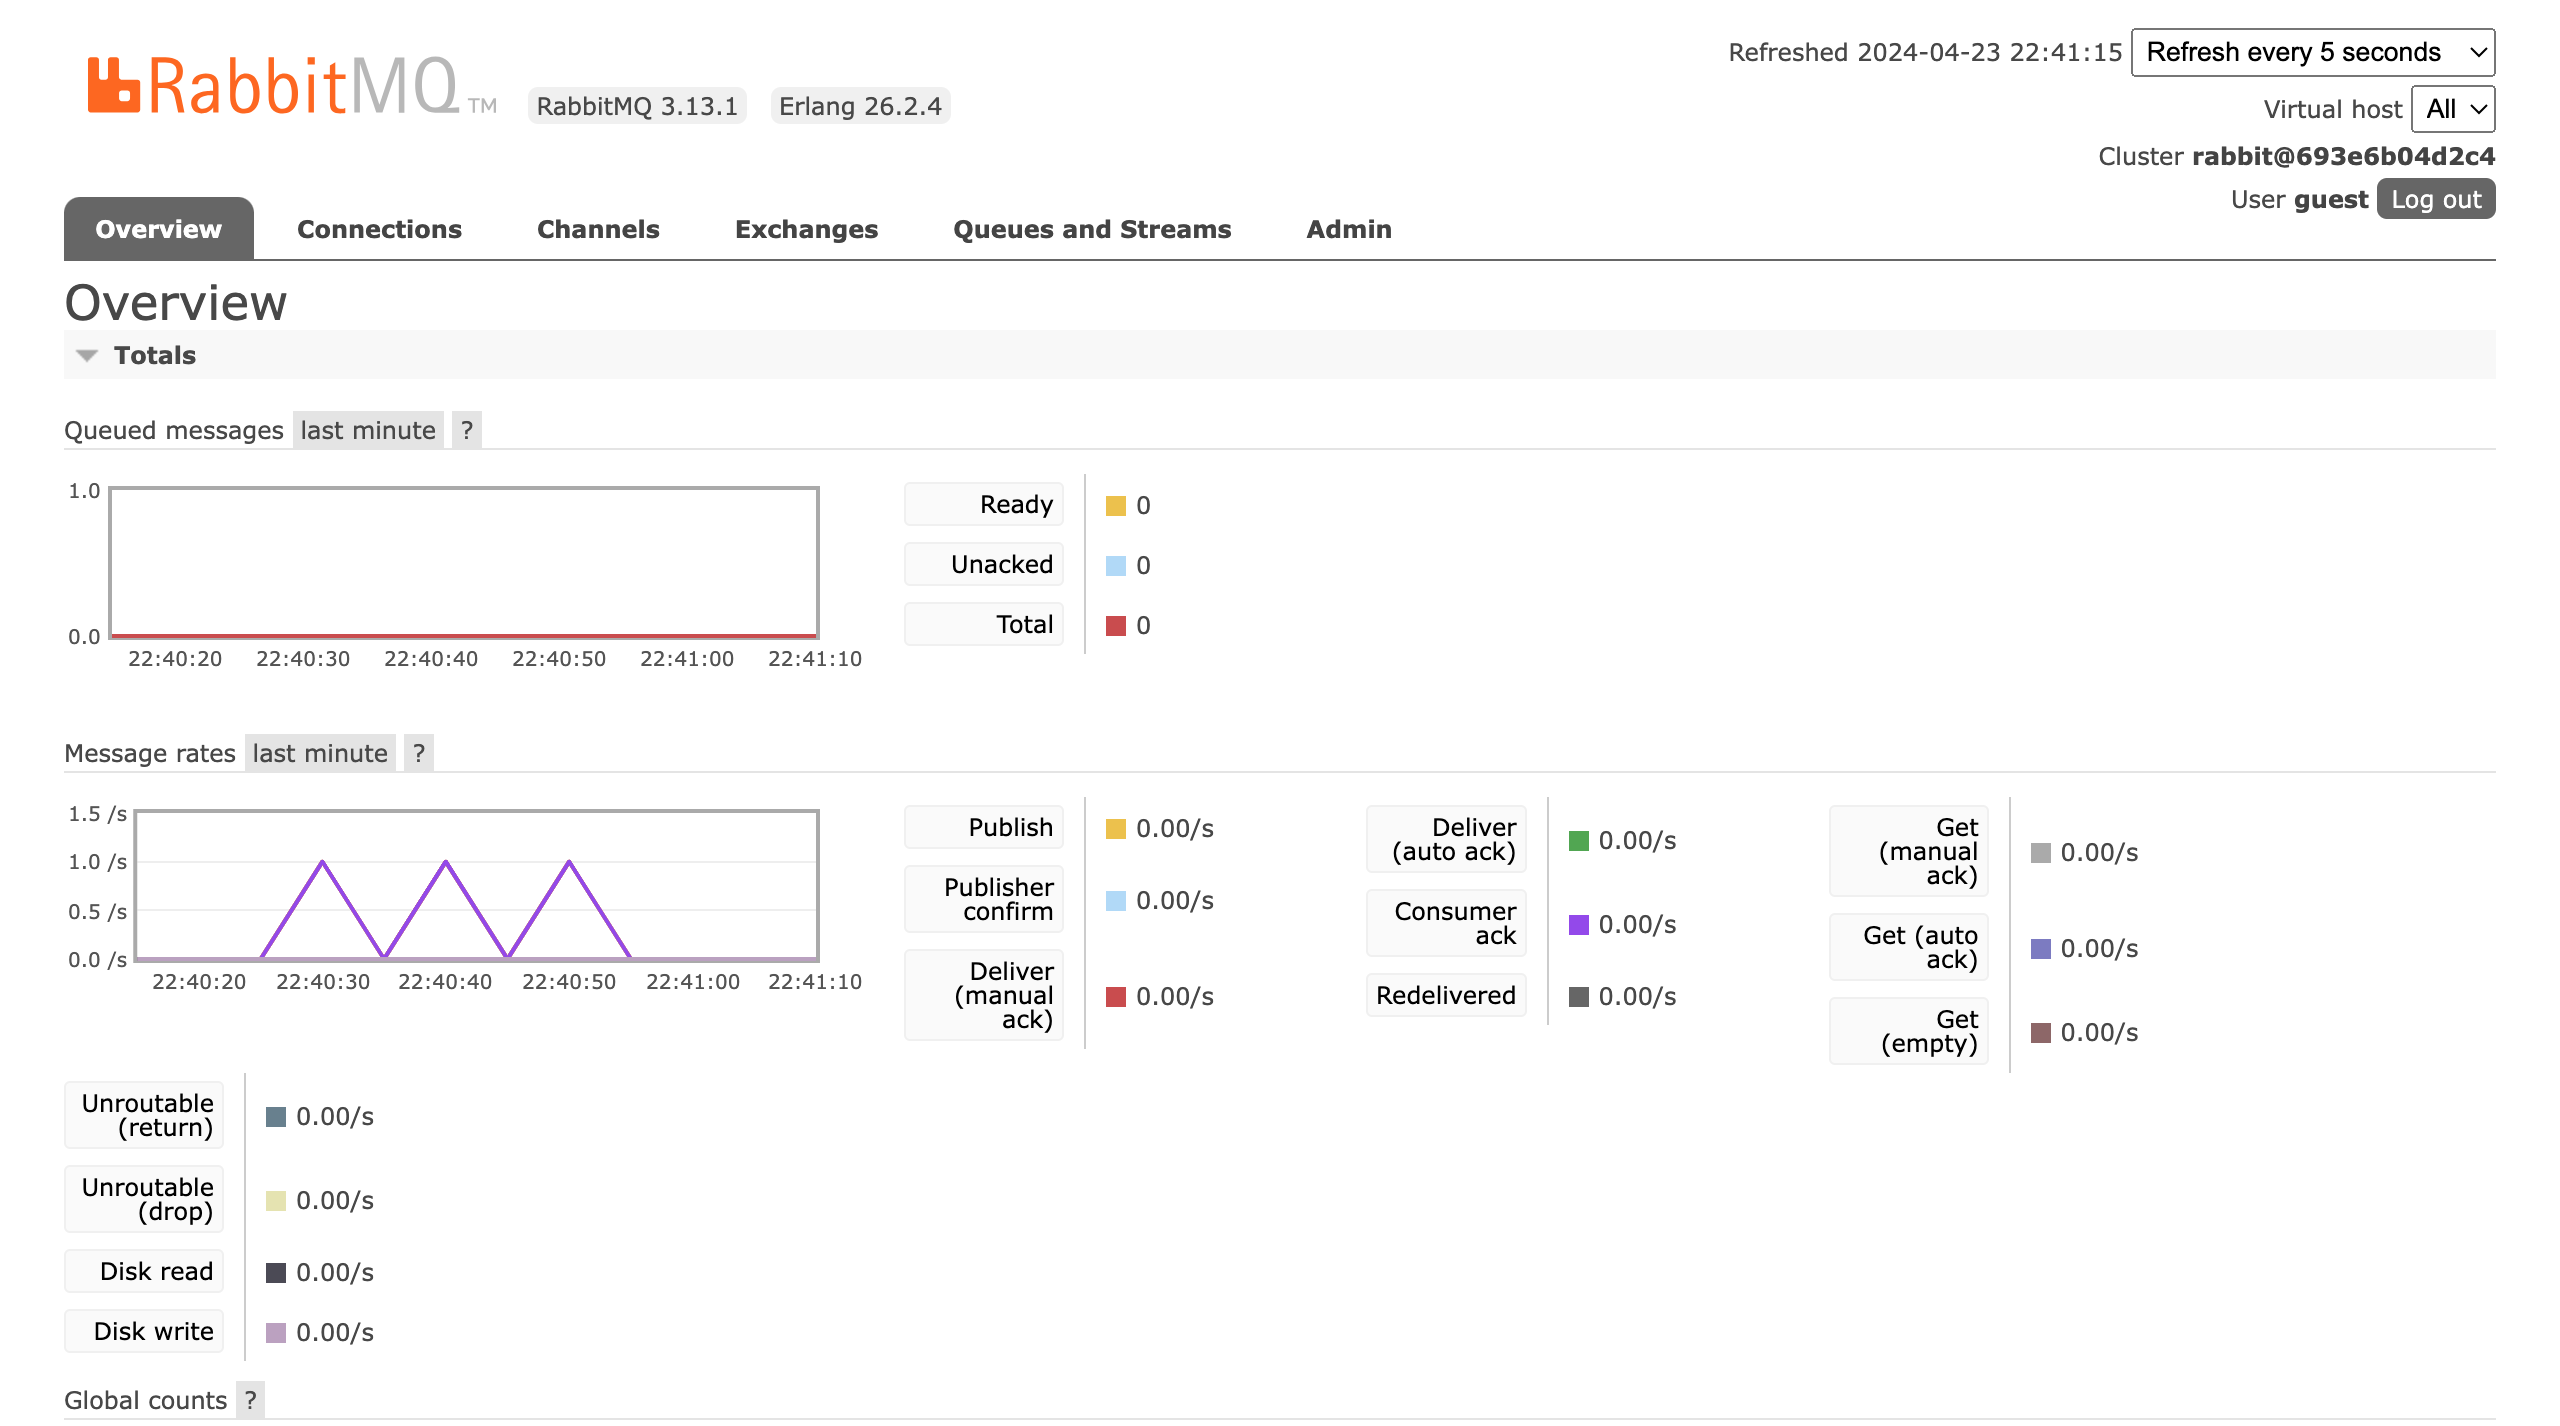 Refreshed 2024-04-23 22:41:15 Refresh every 5 seconds
RabbitMQ TM RabbitMQ 3.13.1 Erlang 26.2.4
Virtual host All
Cluster rabbit@693e6b04d2c4
User guest Log out
Overview Connections Channels Exchanges Queues and Streams Admin
Overview
Totals
Queued messages last minute ?
1.0
0.0
22:40:20 22:40:30 22:40:40 22:40:50 22:41:00 22:41:10
Ready 0
Unacked 0
Total 0
Message rates last minute ?
1.5 /s
1.0 /s
0.5 /s
0.0 /s
22:40:20 22:40:30 22:40:40 22:40:50 22:41:00 22:41:10
Publish 0.00/s
Publisher
confirm 0.00/s
Deliver
(manual
ack) 0.00/s
Deliver
(auto ack) 0.00/s
Consumer
ack 0.00/s
Redelivered 0.00/s
Get
(manual
ack) 0.00/s
Get (auto
ack) 0.00/s
Get
(empty) 0.00/s
Unroutable
(return) 0.00/s
Unroutable
(drop) 0.00/s
Disk read 0.00/s
Disk write 0.00/s
Global counts ?